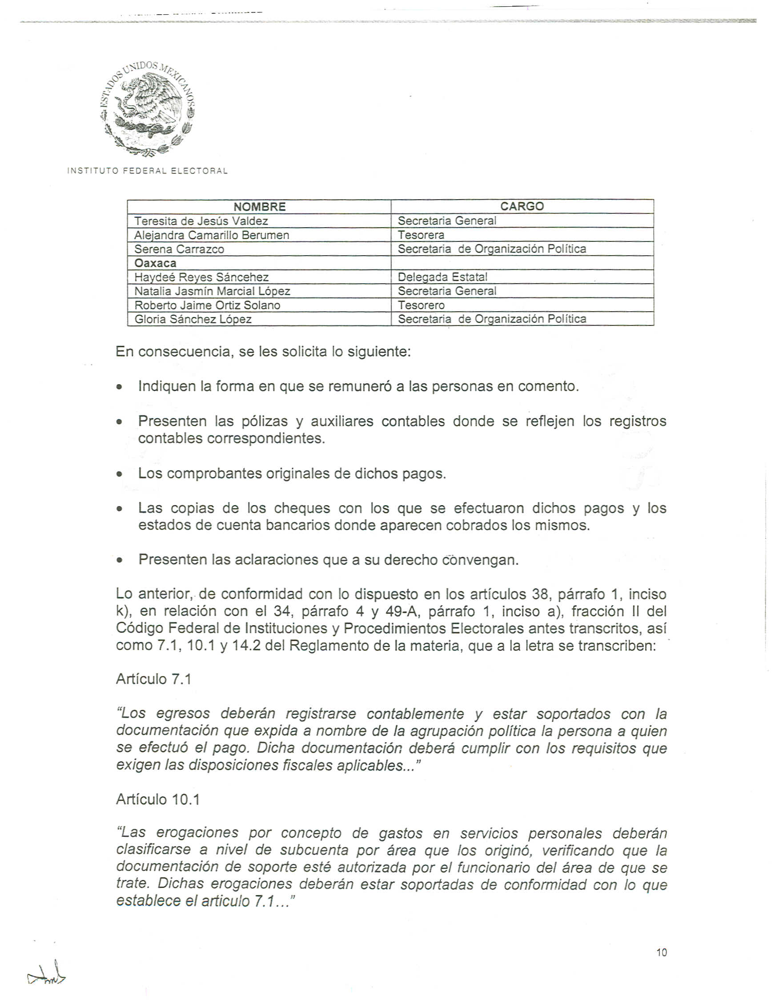 ESTADOS UNIDOS MEXICANOS
INSTITUTO FEDERAL ELECTORAL
NOMBRE CARGO
Teresita de Jesús Valdez Secretaria General
Alejandra Camarillo Berumen Tesorera
Serena Carrazco Secretaria de Organización Política
Oaxaca
Haydeé Reyes Sáncehez Delegada Estatal
Natalia Jasmín Marcial López Secretaria General
Roberto Jaime Ortiz Solano Tesorero
Gloria Sánchez López Secretaria de Organización Política
En consecuencia, se les solicita lo siguiente:
• Indiquen la forma en que se remuneró a las personas en comento.
• Presenten las pólizas y auxiliares contables donde se reflejen los registros
contables correspondientes.
• Los comprobantes originales de dichos pagos.
• Las copias de los cheques con los que se efectuaron dichos pagos y los
estados de cuenta bancarios donde aparecen cobrados los mismos.
• Presenten las aclaraciones que a su derecho convengan.
Lo anterior, de conformidad con lo dispuesto en los artículos 38, párrafo 1, inciso
k), en relación con el 34, párrafo 4 y 49-A, párrafo 1, inciso a), fracción II del
Código Federal de Instituciones y Procedimientos Electorales antes transcritos, así
como 7.1, 10.1 y 14.2 del Reglamento de la materia, que a la letra se transcriben:
Artículo 7.1
“Los egresos deberán registrarse contablemente y estar soportados con la
documentación que expida a nombre de la agrupación política la persona a quien
se efectuó el pago. Dicha documentación deberá cumplir con los requisitos que
exigen las disposiciones fiscales aplicables...”
Artículo 10.1
“Las erogaciones por concepto de gastos en servicios personales deberán
clasificarse a nivel de subcuenta por área que los originó, verificando que la
documentación de soporte esté autorizada por el funcionario del área de que se
trate. Dichas erogaciones deberán estar soportadas de conformidad con lo que
establece el articulo 7.1...”
10